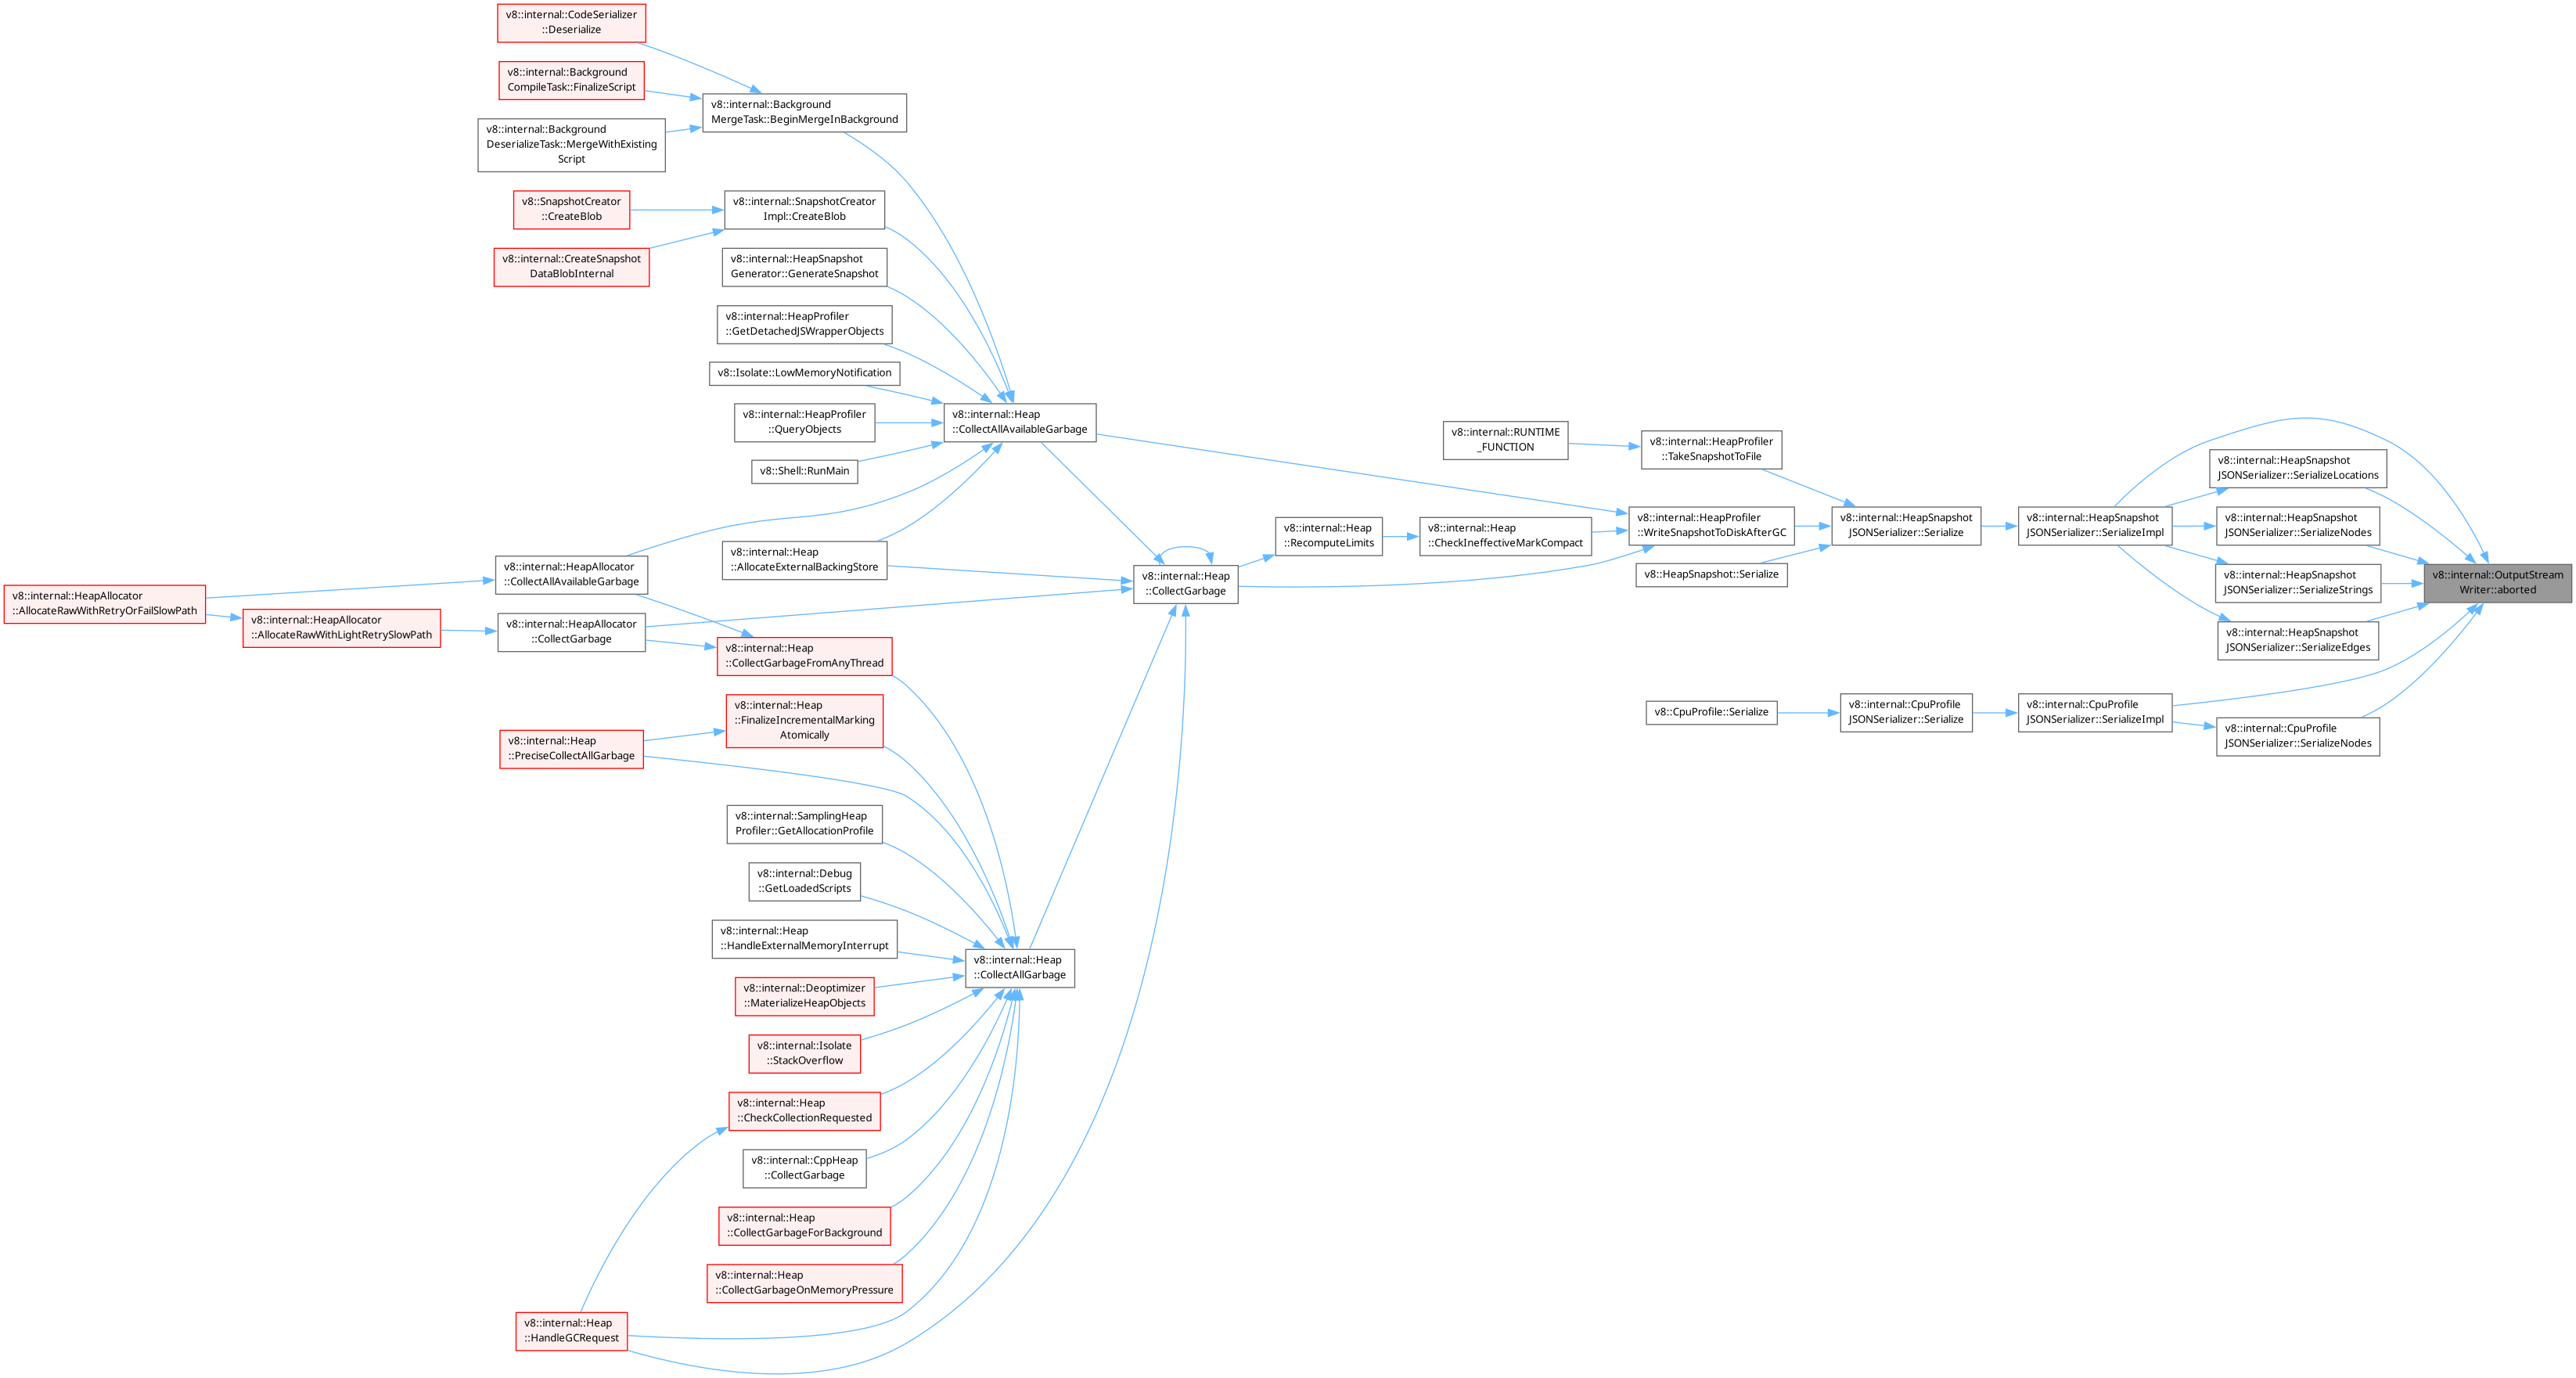 v8::internal::CodeSerializer
::Deserialize
v8::internal::Background
CompileTask::FinalizeScript
v8::internal::Background
MergeTask::BeginMergeInBackground
v8::internal::Background
DeserializeTask::MergeWithExisting
Script
v8::SnapshotCreator
::CreateBlob
v8::internal::SnapshotCreator
Impl::CreateBlob
v8::internal::CreateSnapshot
DataBlobInternal
v8::internal::HeapSnapshot
Generator::GenerateSnapshot
v8::internal::HeapProfiler
::GetDetachedJSWrapperObjects
v8::Isolate::LowMemoryNotification
v8::internal::HeapProfiler
::QueryObjects
v8::internal::Heap
::CollectAllAvailableGarbage
v8::Shell::RunMain
v8::internal::RUNTIME
_FUNCTION
v8::internal::HeapProfiler
::TakeSnapshotToFile
v8::internal::HeapSnapshot
JSONSerializer::SerializeLocations
v8::internal::Heap
::RecomputeLimits
v8::internal::Heap
::CheckIneffectiveMarkCompact
v8::internal::HeapProfiler
::WriteSnapshotToDiskAfterGC
v8::internal::HeapSnapshot
JSONSerializer::Serialize
v8::internal::HeapSnapshot
JSONSerializer::SerializeImpl
v8::internal::HeapSnapshot
JSONSerializer::SerializeNodes
v8::internal::Heap
::AllocateExternalBackingStore
v8::internal::HeapAllocator
::CollectAllAvailableGarbage
v8::internal::Heap
::CollectGarbage
v8::HeapSnapshot::Serialize
v8::internal::HeapSnapshot
JSONSerializer::SerializeStrings
v8::internal::OutputStream
Writer::aborted
v8::internal::HeapAllocator
::AllocateRawWithRetryOrFailSlowPath
v8::internal::HeapAllocator
::AllocateRawWithLightRetrySlowPath
v8::internal::HeapAllocator
::CollectGarbage
v8::internal::Heap
::CollectGarbageFromAnyThread
v8::internal::HeapSnapshot
JSONSerializer::SerializeEdges
v8::internal::Heap
::FinalizeIncrementalMarking
Atomically
v8::internal::Heap
::PreciseCollectAllGarbage
v8::CpuProfile::Serialize
v8::internal::CpuProfile
JSONSerializer::Serialize
v8::internal::CpuProfile
JSONSerializer::SerializeImpl
v8::internal::CpuProfile
JSONSerializer::SerializeNodes
v8::internal::SamplingHeap
Profiler::GetAllocationProfile
v8::internal::Debug
::GetLoadedScripts
v8::internal::Heap
::HandleExternalMemoryInterrupt
v8::internal::Heap
::CollectAllGarbage
v8::internal::Deoptimizer
::MaterializeHeapObjects
v8::internal::Isolate
::StackOverflow
v8::internal::Heap
::CheckCollectionRequested
v8::internal::CppHeap
::CollectGarbage
v8::internal::Heap
::CollectGarbageForBackground
v8::internal::Heap
::CollectGarbageOnMemoryPressure
v8::internal::Heap
::HandleGCRequest